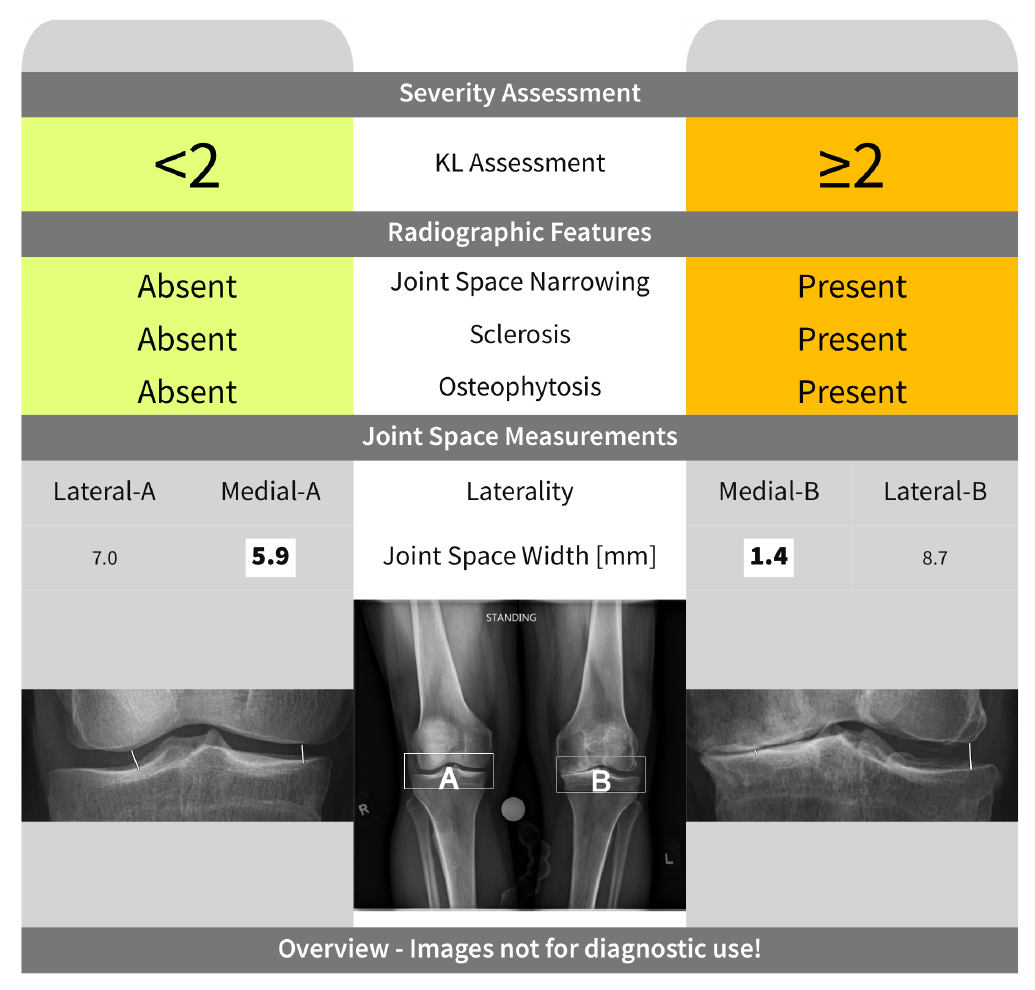 Severity Assessment
<2 KL Assessment ≥2
Radiographic Features
Absent Joint Space Narrowing Present
Absent Sclerosis Present
Absent Osteophytosis Present
Joint Space Measurements
Lateral-A Medial-A Laterality Medial-B Lateral-B
7.0 5.9 Joint Space Width [mm] 1.4 8.7
STANDING
A B
R
L
Overview - Images not for diagnostic use!